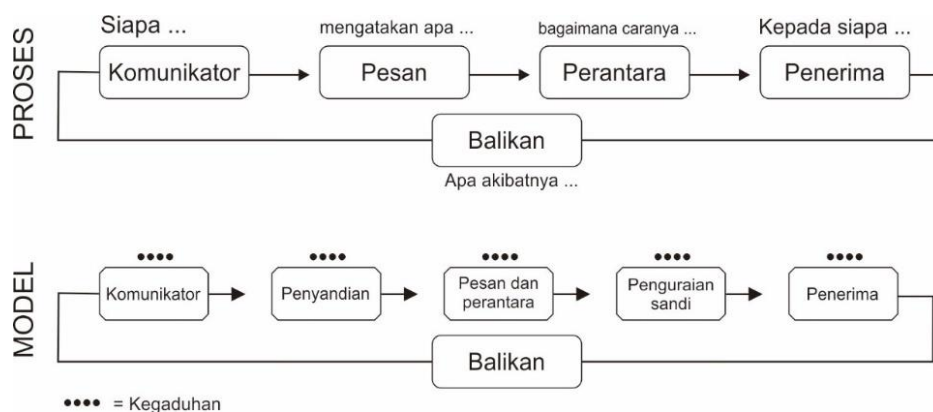 PROSES
Siapa ...
mengatakan apa ...
bagaimana caranya ...
Kepada siapa ...
Komunikator
Pesan
Perantara
Penerima
Balikan
Apa akibatnya ...
MODEL
••••
••••
••••
••••
••••
Komunikator
Penyandian
Pesan dan
perantara
Penguraian
sandi
Penerima
Balikan
•••• = Kegaduhan